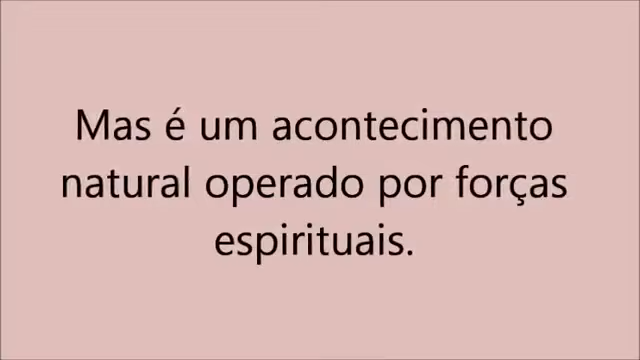 Mas é um acontecimento
natural operado por forças
espirituais.